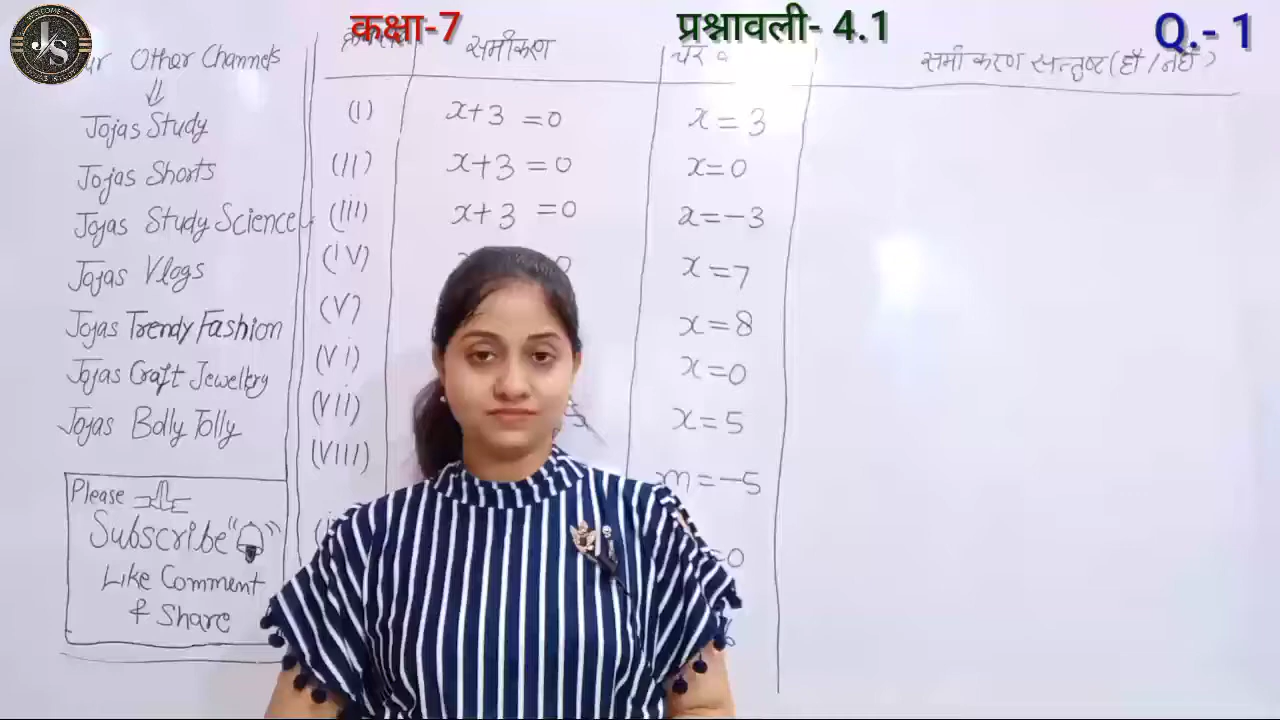 कक्षा-7
प्रश्नावली- 4.1
Q.- 1
J/S
Other Channels
Jojas Study
Jojas Shorts
Jojas Study Science
Jojas Vlogs
Jojas Trendy Fashion
Jojas Craft Jewellery
Jojas Bolly Tolly
Please
Subscribe
Like Comment
& Share
समीकरण
चर
समीकरण सन्तुष्ट (हाँ / नहीं)
(I) x+3 =0 x = 3
(II) x+3 = 0 x=0
(III) x+3 =0 x=-3
(IV) x=7
(V) x=8
(Vi) x=0
(Vii) x=5
(VIII) m=-5